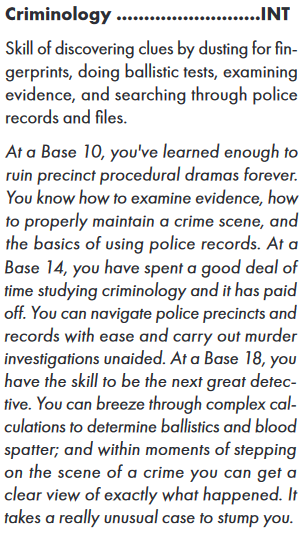 Criminology ...........................INT
Skill of discovering clues by dusting for fin-
gerprints, doing ballistic tests, examining
evidence, and searching through police
records and files.
At a Base 10, you've learned enough to
ruin precinct procedural dramas forever.
You know how to examine evidence, how
to properly maintain a crime scene, and
the basics of using police records. At a
Base 14, you have spent a good deal of
time studying criminology and it has paid
off. You can navigate police precincts and
records with ease and carry out murder
investigations unaided. At a Base 18, you
have the skill to be the next great detec-
tive. You can breeze through complex cal-
culations to determine ballistics and blood
spatter; and within moments of stepping
on the scene of a crime you can get a
clear view of exactly what happened. It
takes a really unusual case to stump you.